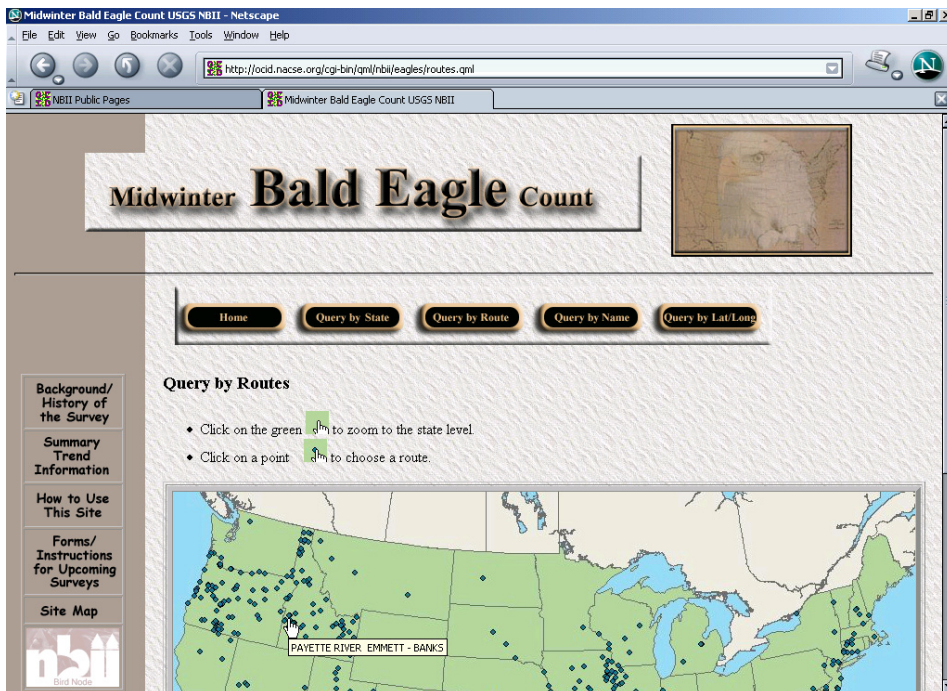 Midwinter Bald Eagle Count USGS NBII - Netscape
File Edit View Go Bookmarks Tools Window Help
http://ocid.nacse.org/cgi-bin/qml/nbii/eagles/routes.qml
NBII Public Pages
Midwinter Bald Eagle Count USGS NBII
Midwinter Bald Eagle Count
Home
Query by State
Query by Route
Query by Name
Query by Lat/Long
Query by Routes
Click on the green to zoom to the state level.
Click on a point to choose a route.
Background/
History of
the Survey
Summary
Trend
Information
How to Use
This Site
Forms/
Instructions
for Upcoming
Surveys
Site Map
nbii
Bird Node
PAYETTE RIVER EMMETT - BANKS